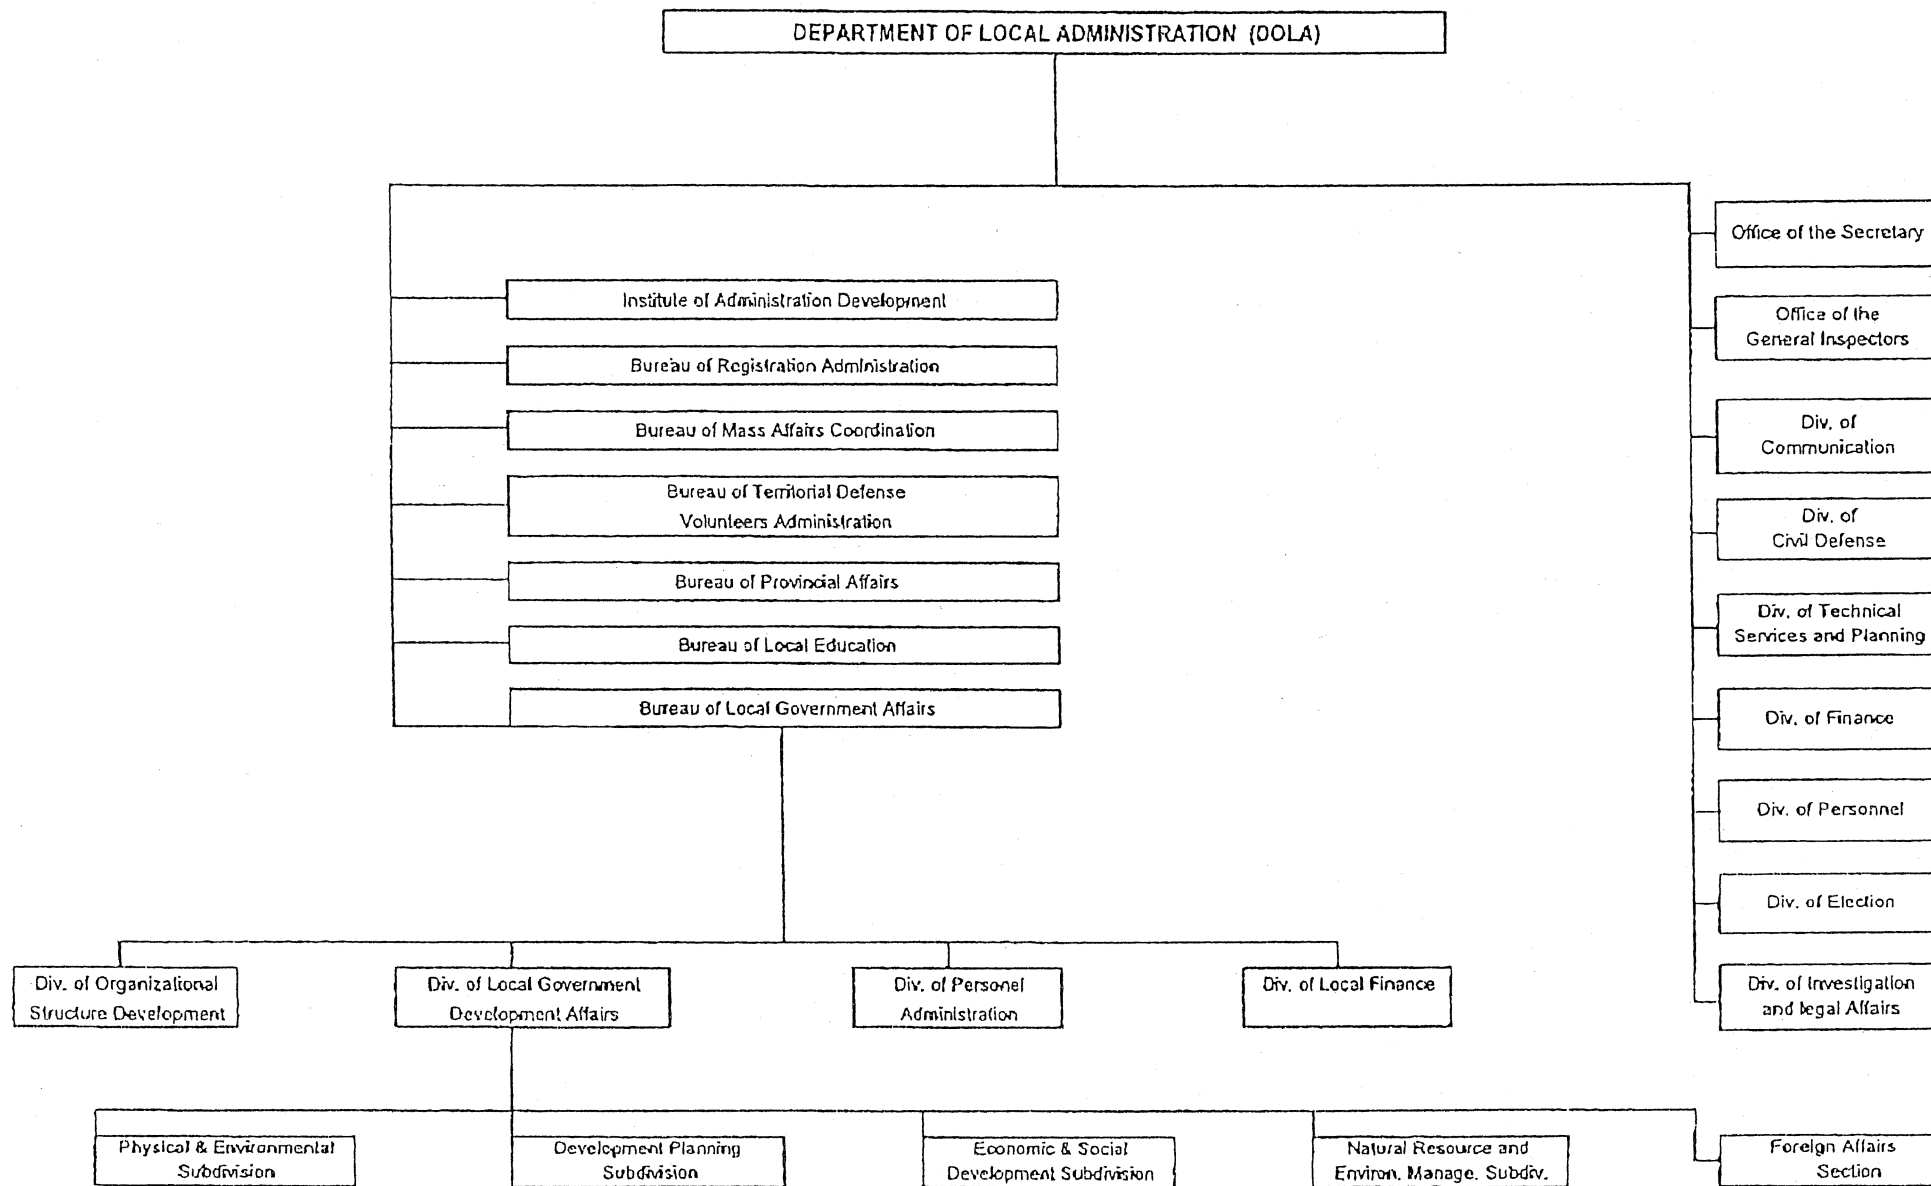 DEPARTMENT OF LOCAL ADMINISTRATION (DOLA)
Institute of Administration Development
Bureau of Registration Administration
Bureau of Mass Affairs Coordination
Bureau of Territorial Defense
Volunteers Administration
Bureau of Provincial Affairs
Bureau of Local Education
Bureau of Local Government Affairs
Office of the Secretary
Office of the
General Inspectors
Div. of
Communication
Div. of
Civil Defense
Div. of Technical
Services and Planning
Div. of Finance
Div. of Personnel
Div. of Election
Div. of Investigation
and legal Affairs
Div. of Organizational
Structure Development
Div. of Local Government
Development Affairs
Div. of Personel
Administration
Div. of Local Finance
Physical & Environmental
Subdivision
Development Planning
Subdivision
Economic & Social
Development Subdivision
Natural Resource and
Environ. Manage. Subdiv.
Foreign Affairs
Section